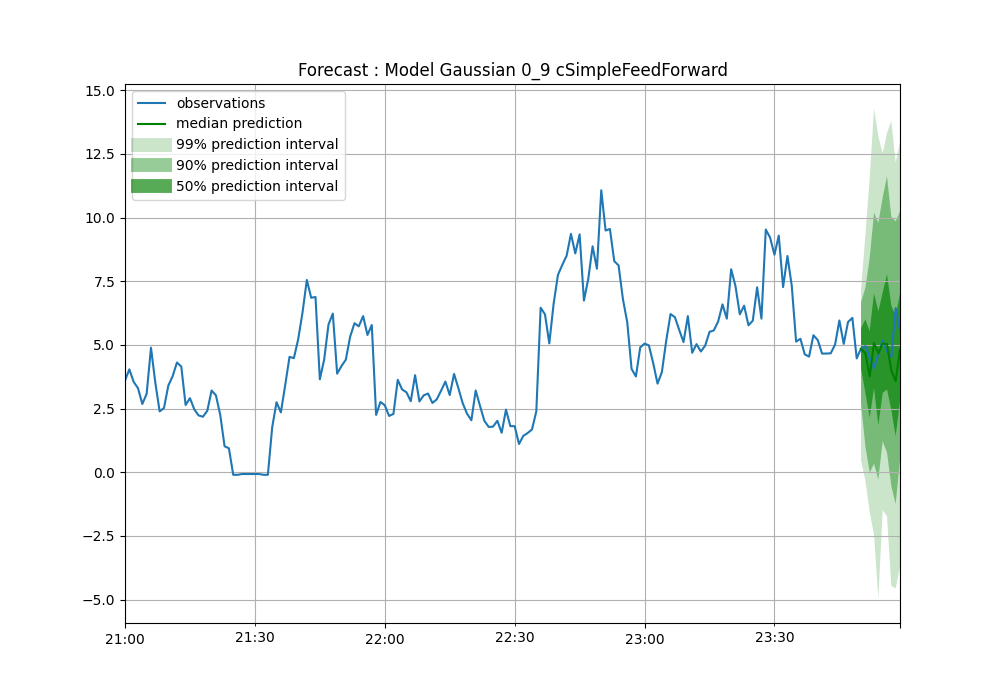 Forecast : Model Gaussian 0_9 cSimpleFeedForward
observations
median prediction
99% prediction interval
90% prediction interval
50% prediction interval
15.0
12.5
10.0
7.5
5.0
2.5
0.0
−2.5
−5.0
21:00
21:30
22:00
22:30
23:00
23:30